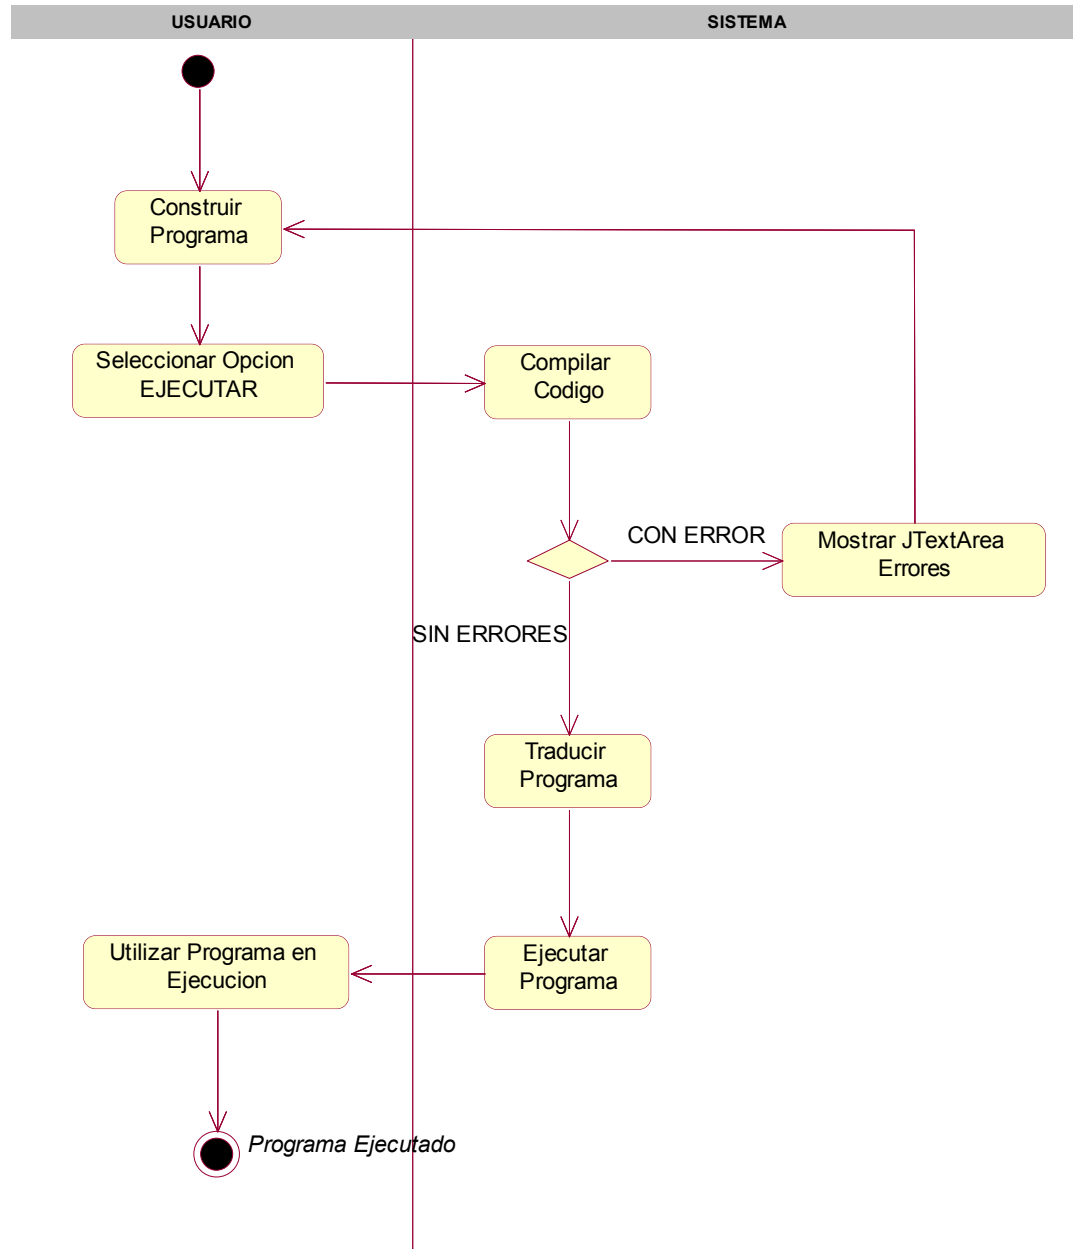 USUARIO
SISTEMA
Construir
Programa
Seleccionar Opcion
EJECUTAR
Compilar
Codigo
CON ERROR
Mostrar JTextArea
Errores
SIN ERRORES
Traducir
Programa
Utilizar Programa en
Ejecucion
Ejecutar
Programa
Programa Ejecutado